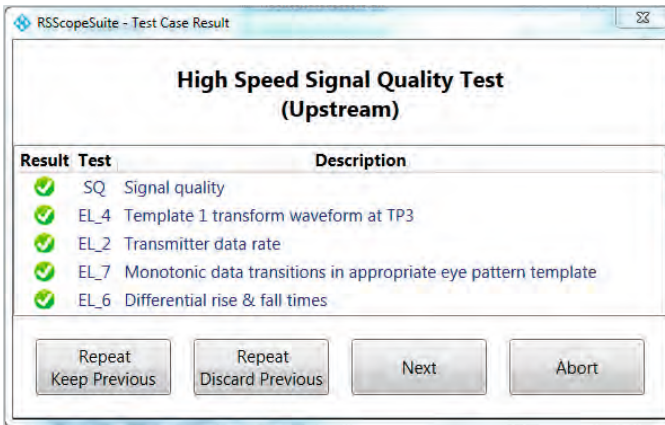 RSScopeSuite - Test Case Result
High Speed Signal Quality Test
(Upstream)
Result Test Description
SQ Signal quality
EL_4 Template 1 transform waveform at TP3
EL_2 Transmitter data rate
EL_7 Monotonic data transitions in appropriate eye pattern template
EL_6 Differential rise & fall times
Repeat
Keep Previous
Repeat
Discard Previous
Next
Abort